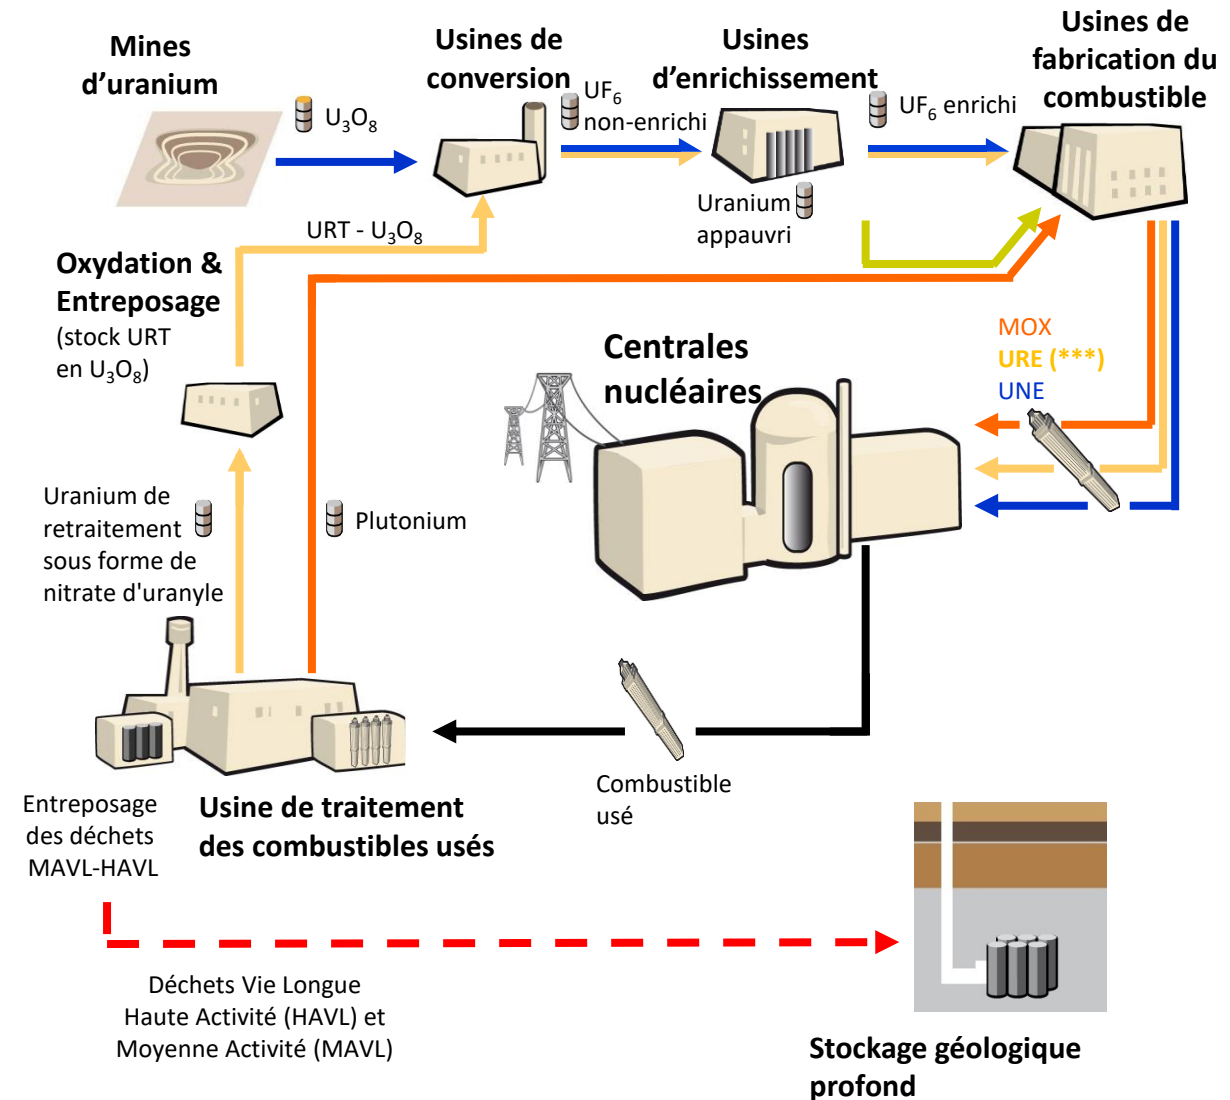 Mines
d’uranium
U₃O₈
Usines de
conversion
UF₆
non-enrichi
Usines
d’enrichissement
UF₆ enrichi
Usines de
fabrication du
combustible
Uranium
appauvri
URT - U₃O₈
Oxydation &
Entreposage
(stock URT
en U₃O₈)
Centrales
nucléaires
MOX
URE (***)
UNE
Uranium de
retraitement
sous forme de
nitrate d'uranyle
Plutonium
Combustible
usé
Entreposage
des déchets
MAVL-HAVL
Usine de traitement
des combustibles usés
Déchets Vie Longue
Haute Activité (HAVL) et
Moyenne Activité (MAVL)
Stockage géologique
profond